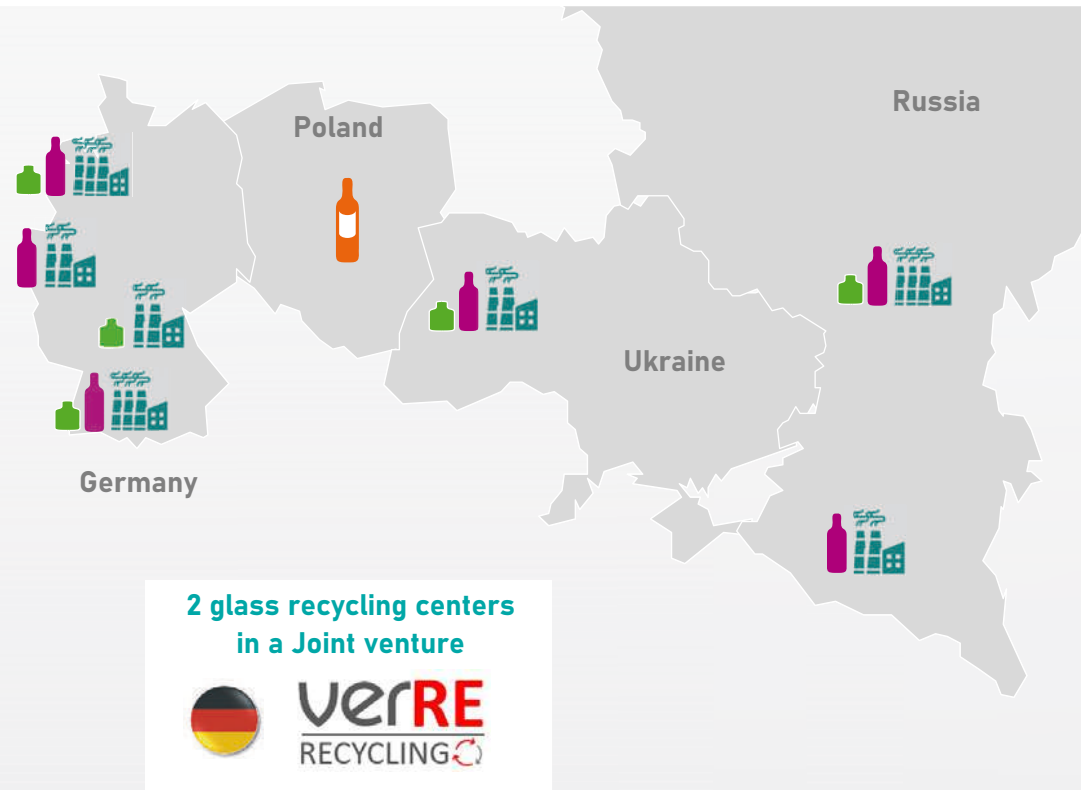 Russia
Poland
Ukraine
Germany
2 glass recycling centers
in a Joint venture
verRE
RECYCLING